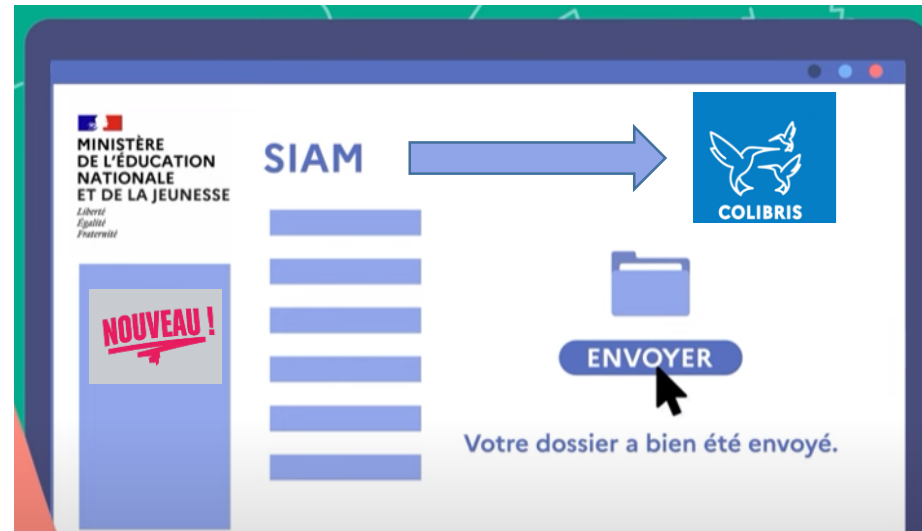 MINISTÈRE
DE L'ÉDUCATION
NATIONALE
ET DE LA JEUNESSE
Liberté
Égalité
Fraternité
SIAM
COLIBRIS
NOUVEAU !
ENVOYER
Votre dossier a bien été envoyé.